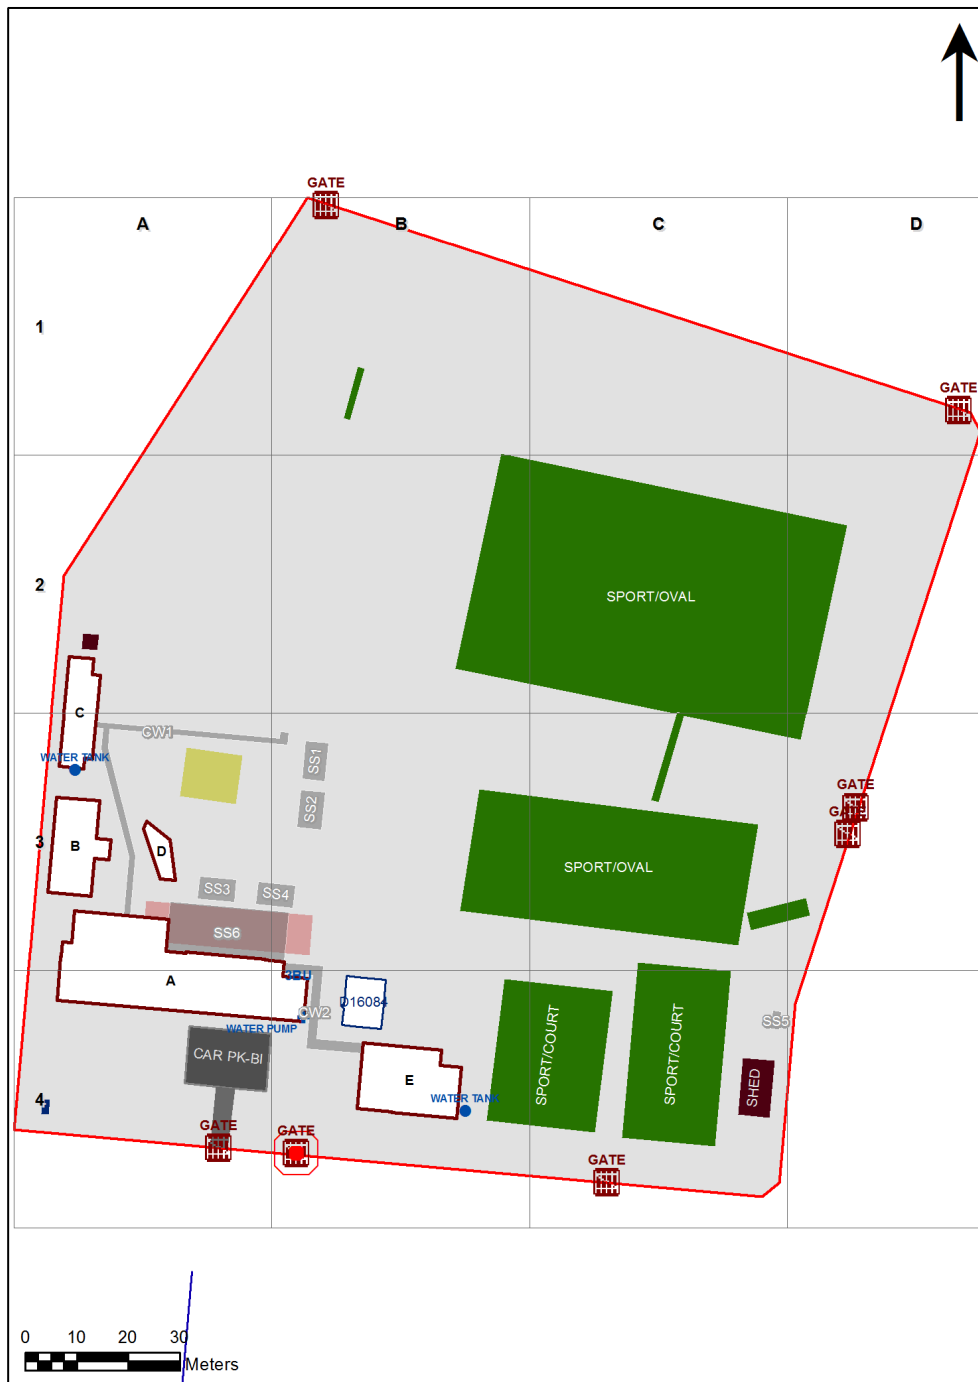 GATE
A
B
C
D
1
GATE
2
SPORT/OVAL
C
CW1
SS1
WATER TANK
GATE
SS2
GATE
3
B
D
SPORT/OVAL
SS3
SS4
SS6
A
D16084
CW2
SS5
WATER PUMP
SPORT/COURT
SPORT/COURT
CAR PK-BI
E
SHED
WATER TANK
4
GATE
GATE
GATE
0 10 20 30
Meters